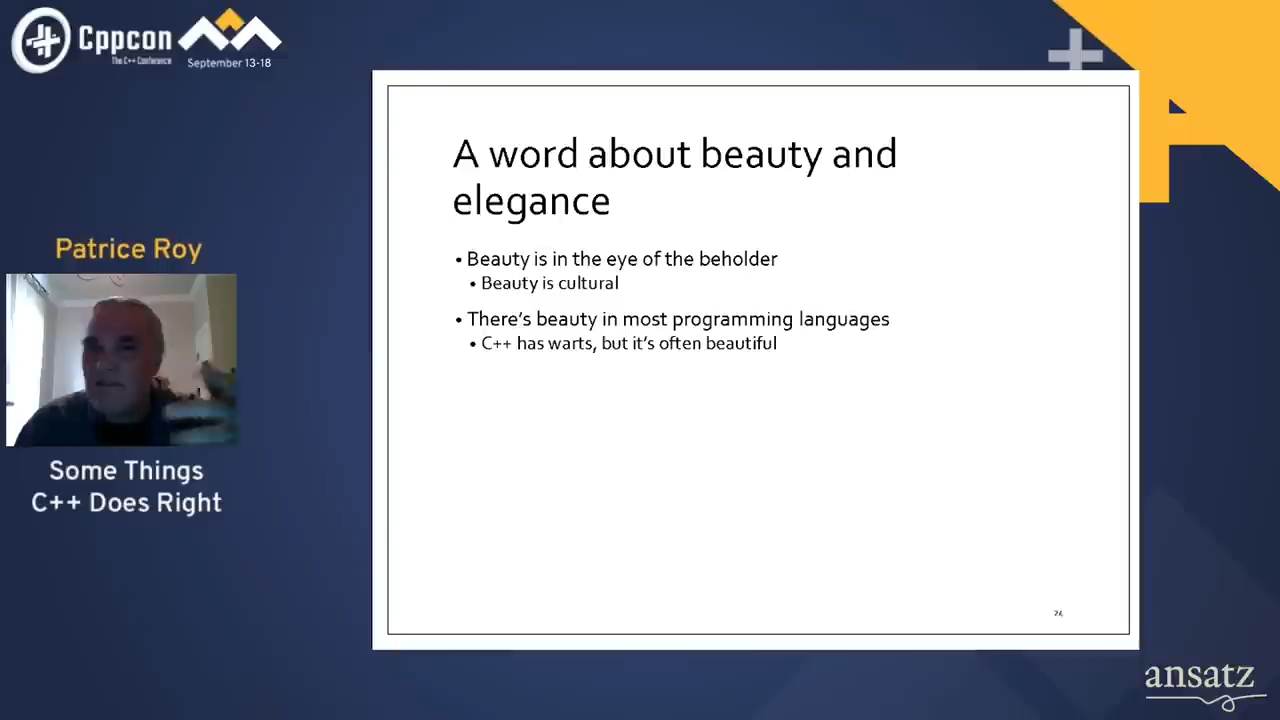 Cppcon
The C++ Conference
September 13-18
A word about beauty and
elegance
• Beauty is in the eye of the beholder
• Beauty is cultural
• There's beauty in most programming languages
• C++ has warts, but it's often beautiful
24
Patrice Roy
Some Things
C++ Does Right
ansatz